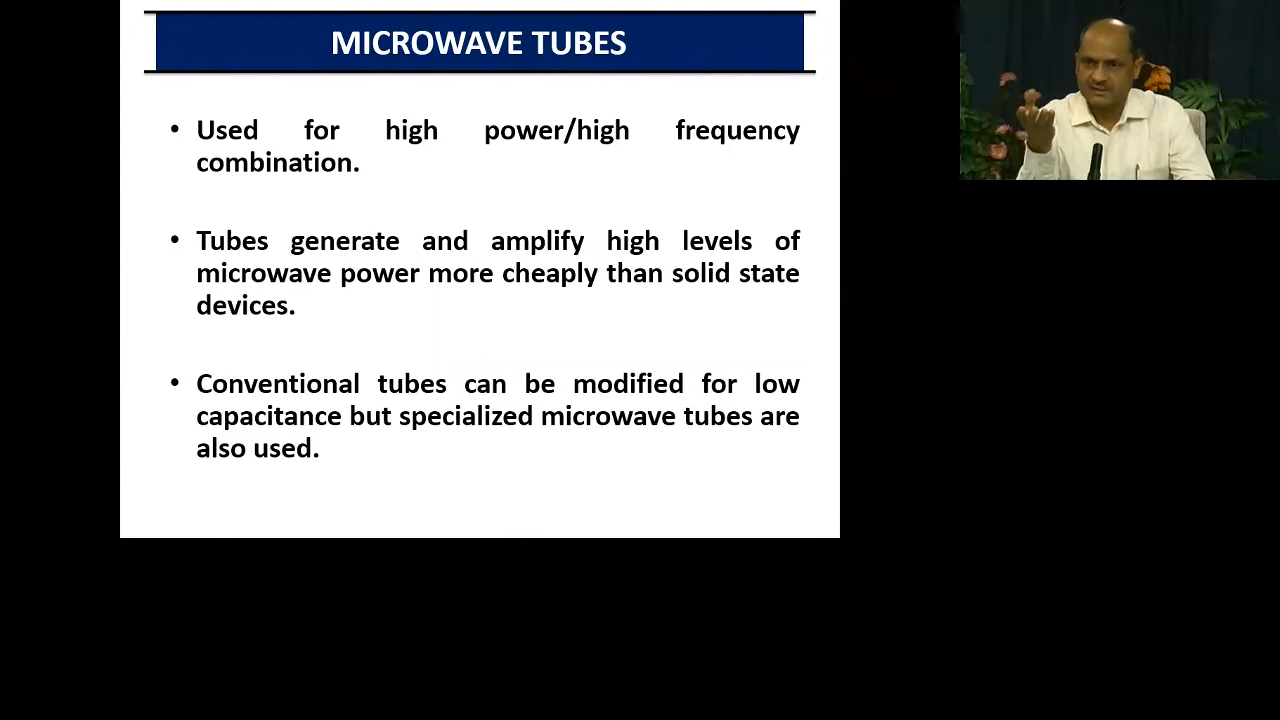 MICROWAVE TUBES
• Used for high power/high frequency
combination.
• Tubes generate and amplify high levels of
microwave power more cheaply than solid state
devices.
• Conventional tubes can be modified for low
capacitance but specialized microwave tubes are
also used.